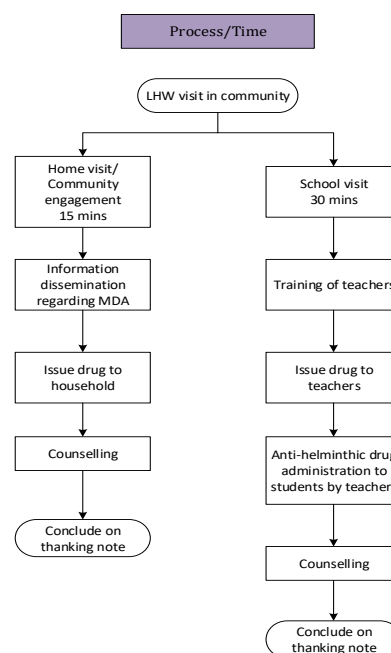 Process/Time
LHW visit in community
Home visit/
Community
engagement
15 mins
Information
dissemination
regarding MDA
Issue drug to
household
Counselling
Conclude on
thanking note
School visit
30 mins
Training of teachers
Issue drug to
teachers
Anti-helminthic drug
administration to
students by teacher
Counselling
Conclude on
thanking note